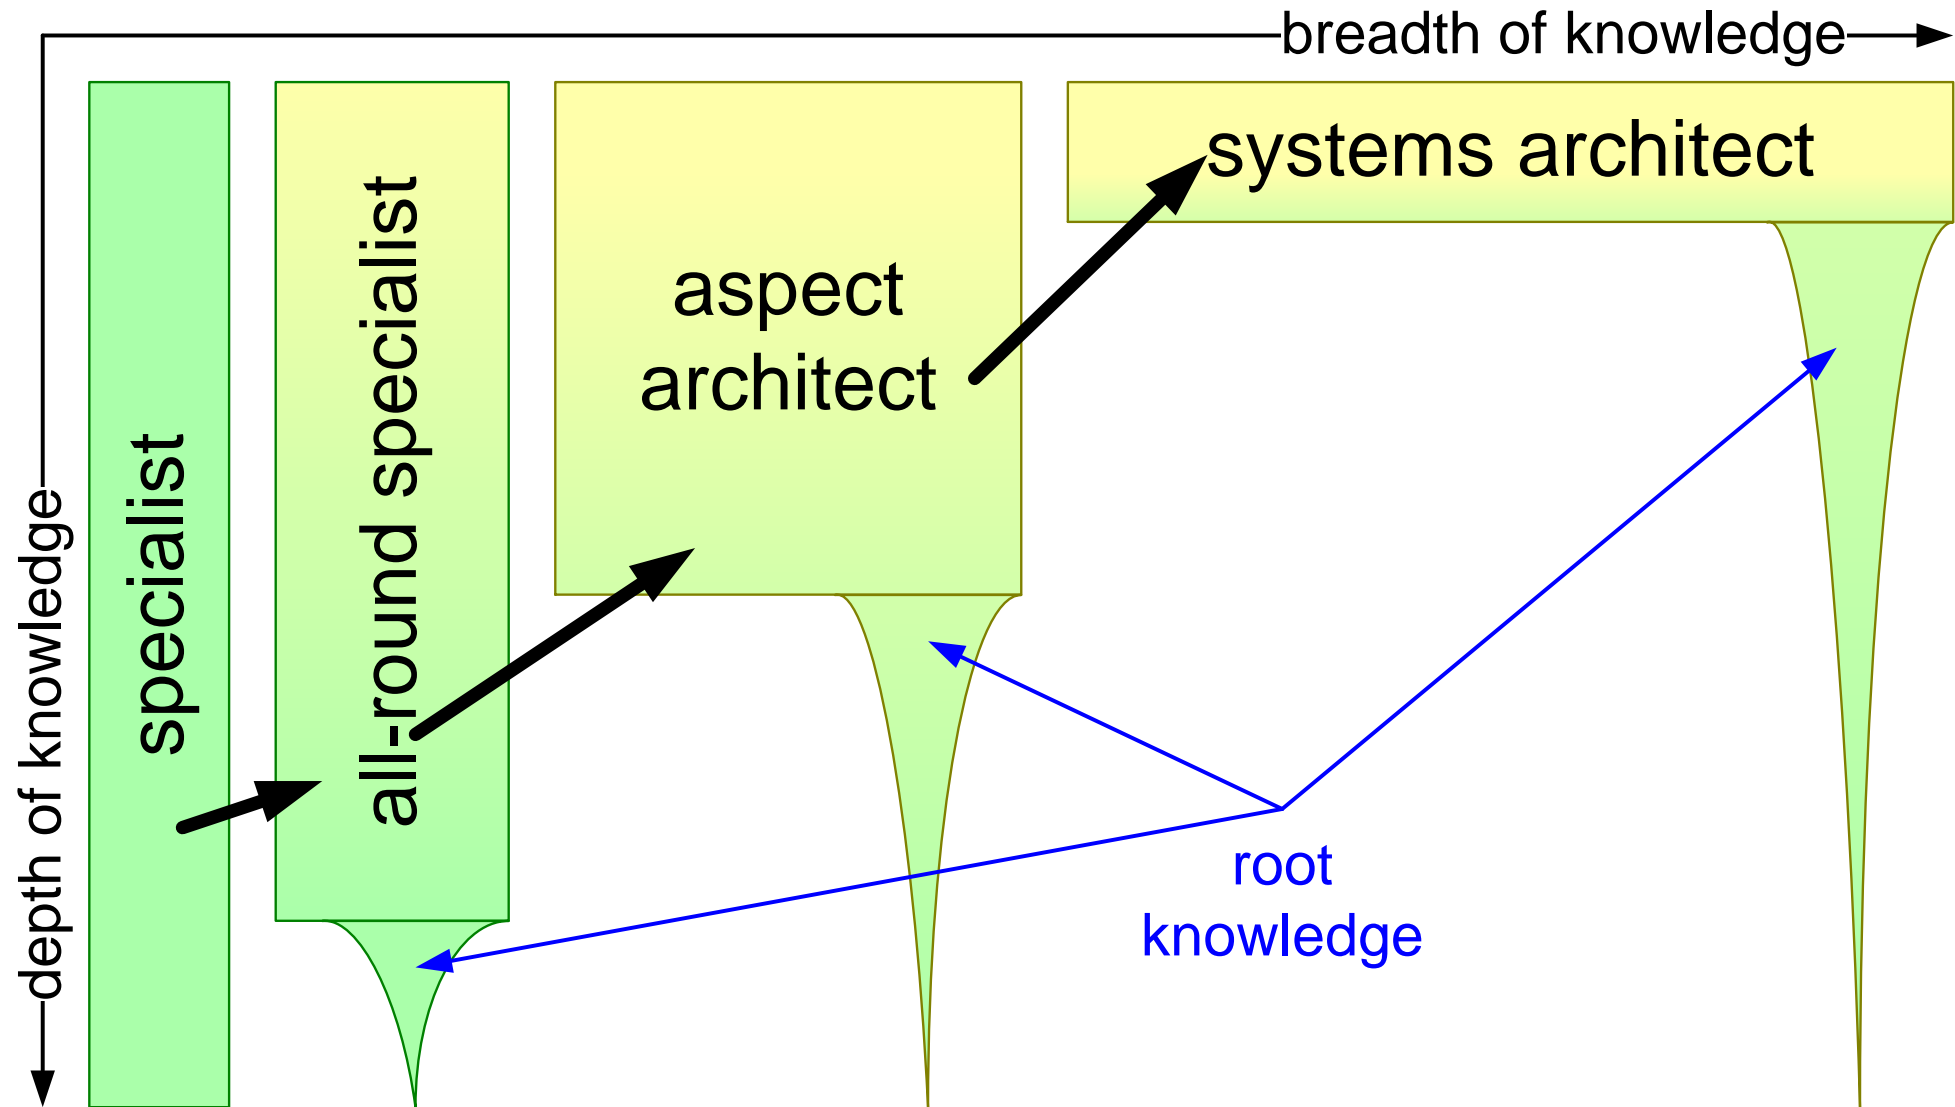 breadth of knowledge
depth of knowledge
specialist
all-round specialist
aspect
architect
systems architect
root
knowledge